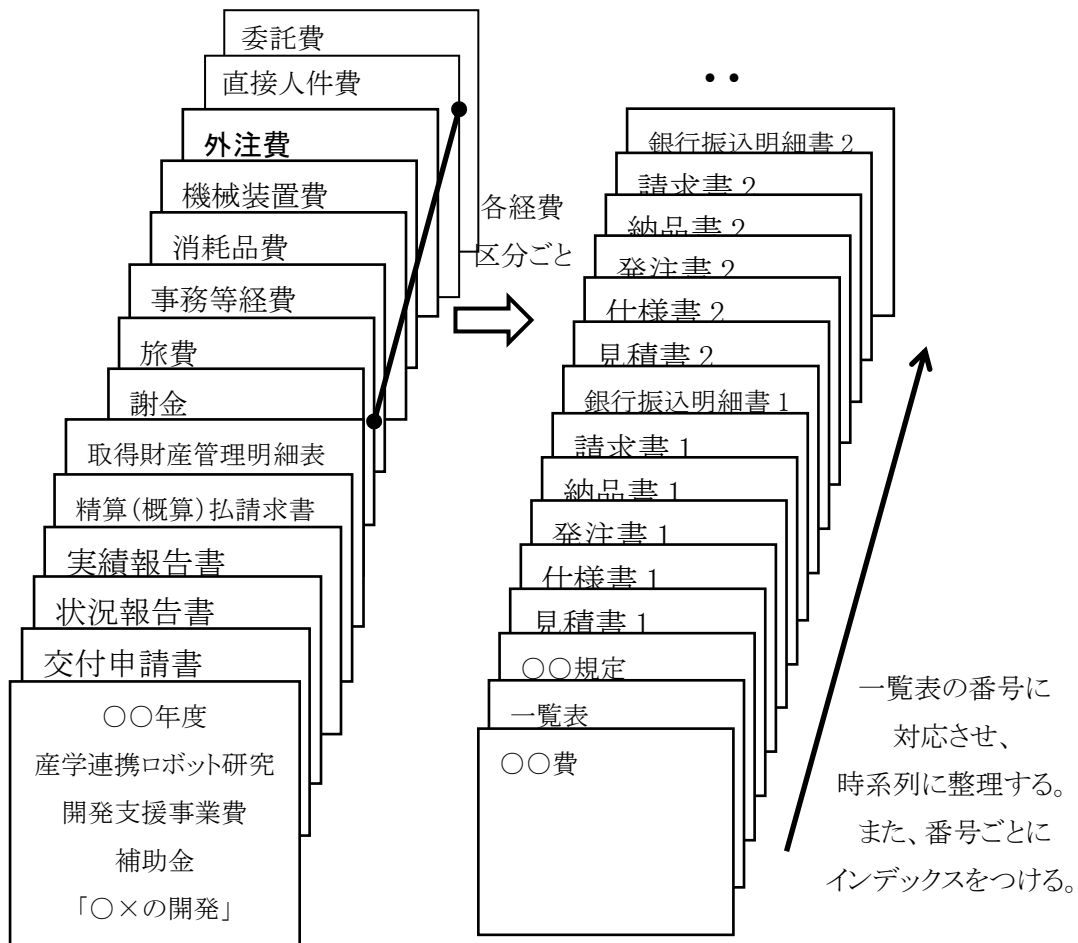 委託費
直接人件費
外注費
機械装置費
消耗品費
事務等経費
旅費
謝金
取得財産管理明細表
精算(概算)払請求書
実績報告書
状況報告書
交付申請書
○○年度
産学連携ロボット研究
開発支援事業費
補助金
「○×の開発」
各経費
区分ごと
・・
銀行振込明細書 2
請求書 2
納品書 2
発注書 2
仕様書 2
見積書 2
銀行振込明細書 1
請求書 1
納品書 1
発注書 1
仕様書 1
見積書 1
○○規定
一覧表
○○費
一覧表の番号に
対応させ、
時系列に整理する。
また、番号ごとに
インデックスをつける。